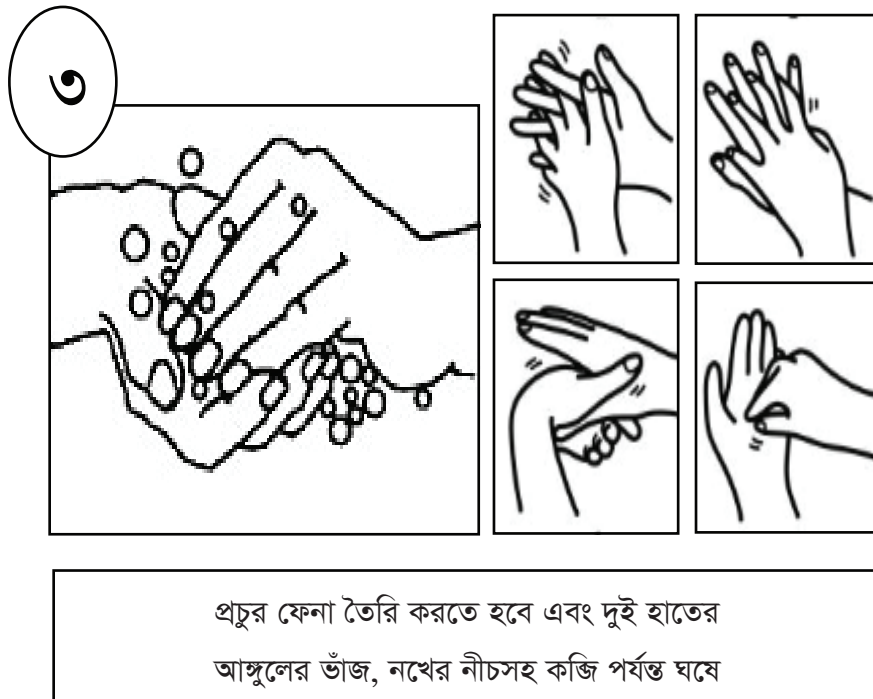 ৩
প্রচুর ফেনা তৈরি করতে হবে এবং দুই হাতের
আঙ্গুলের ভাঁজ, নখের নীচসহ কব্জি পর্যন্ত ঘষে